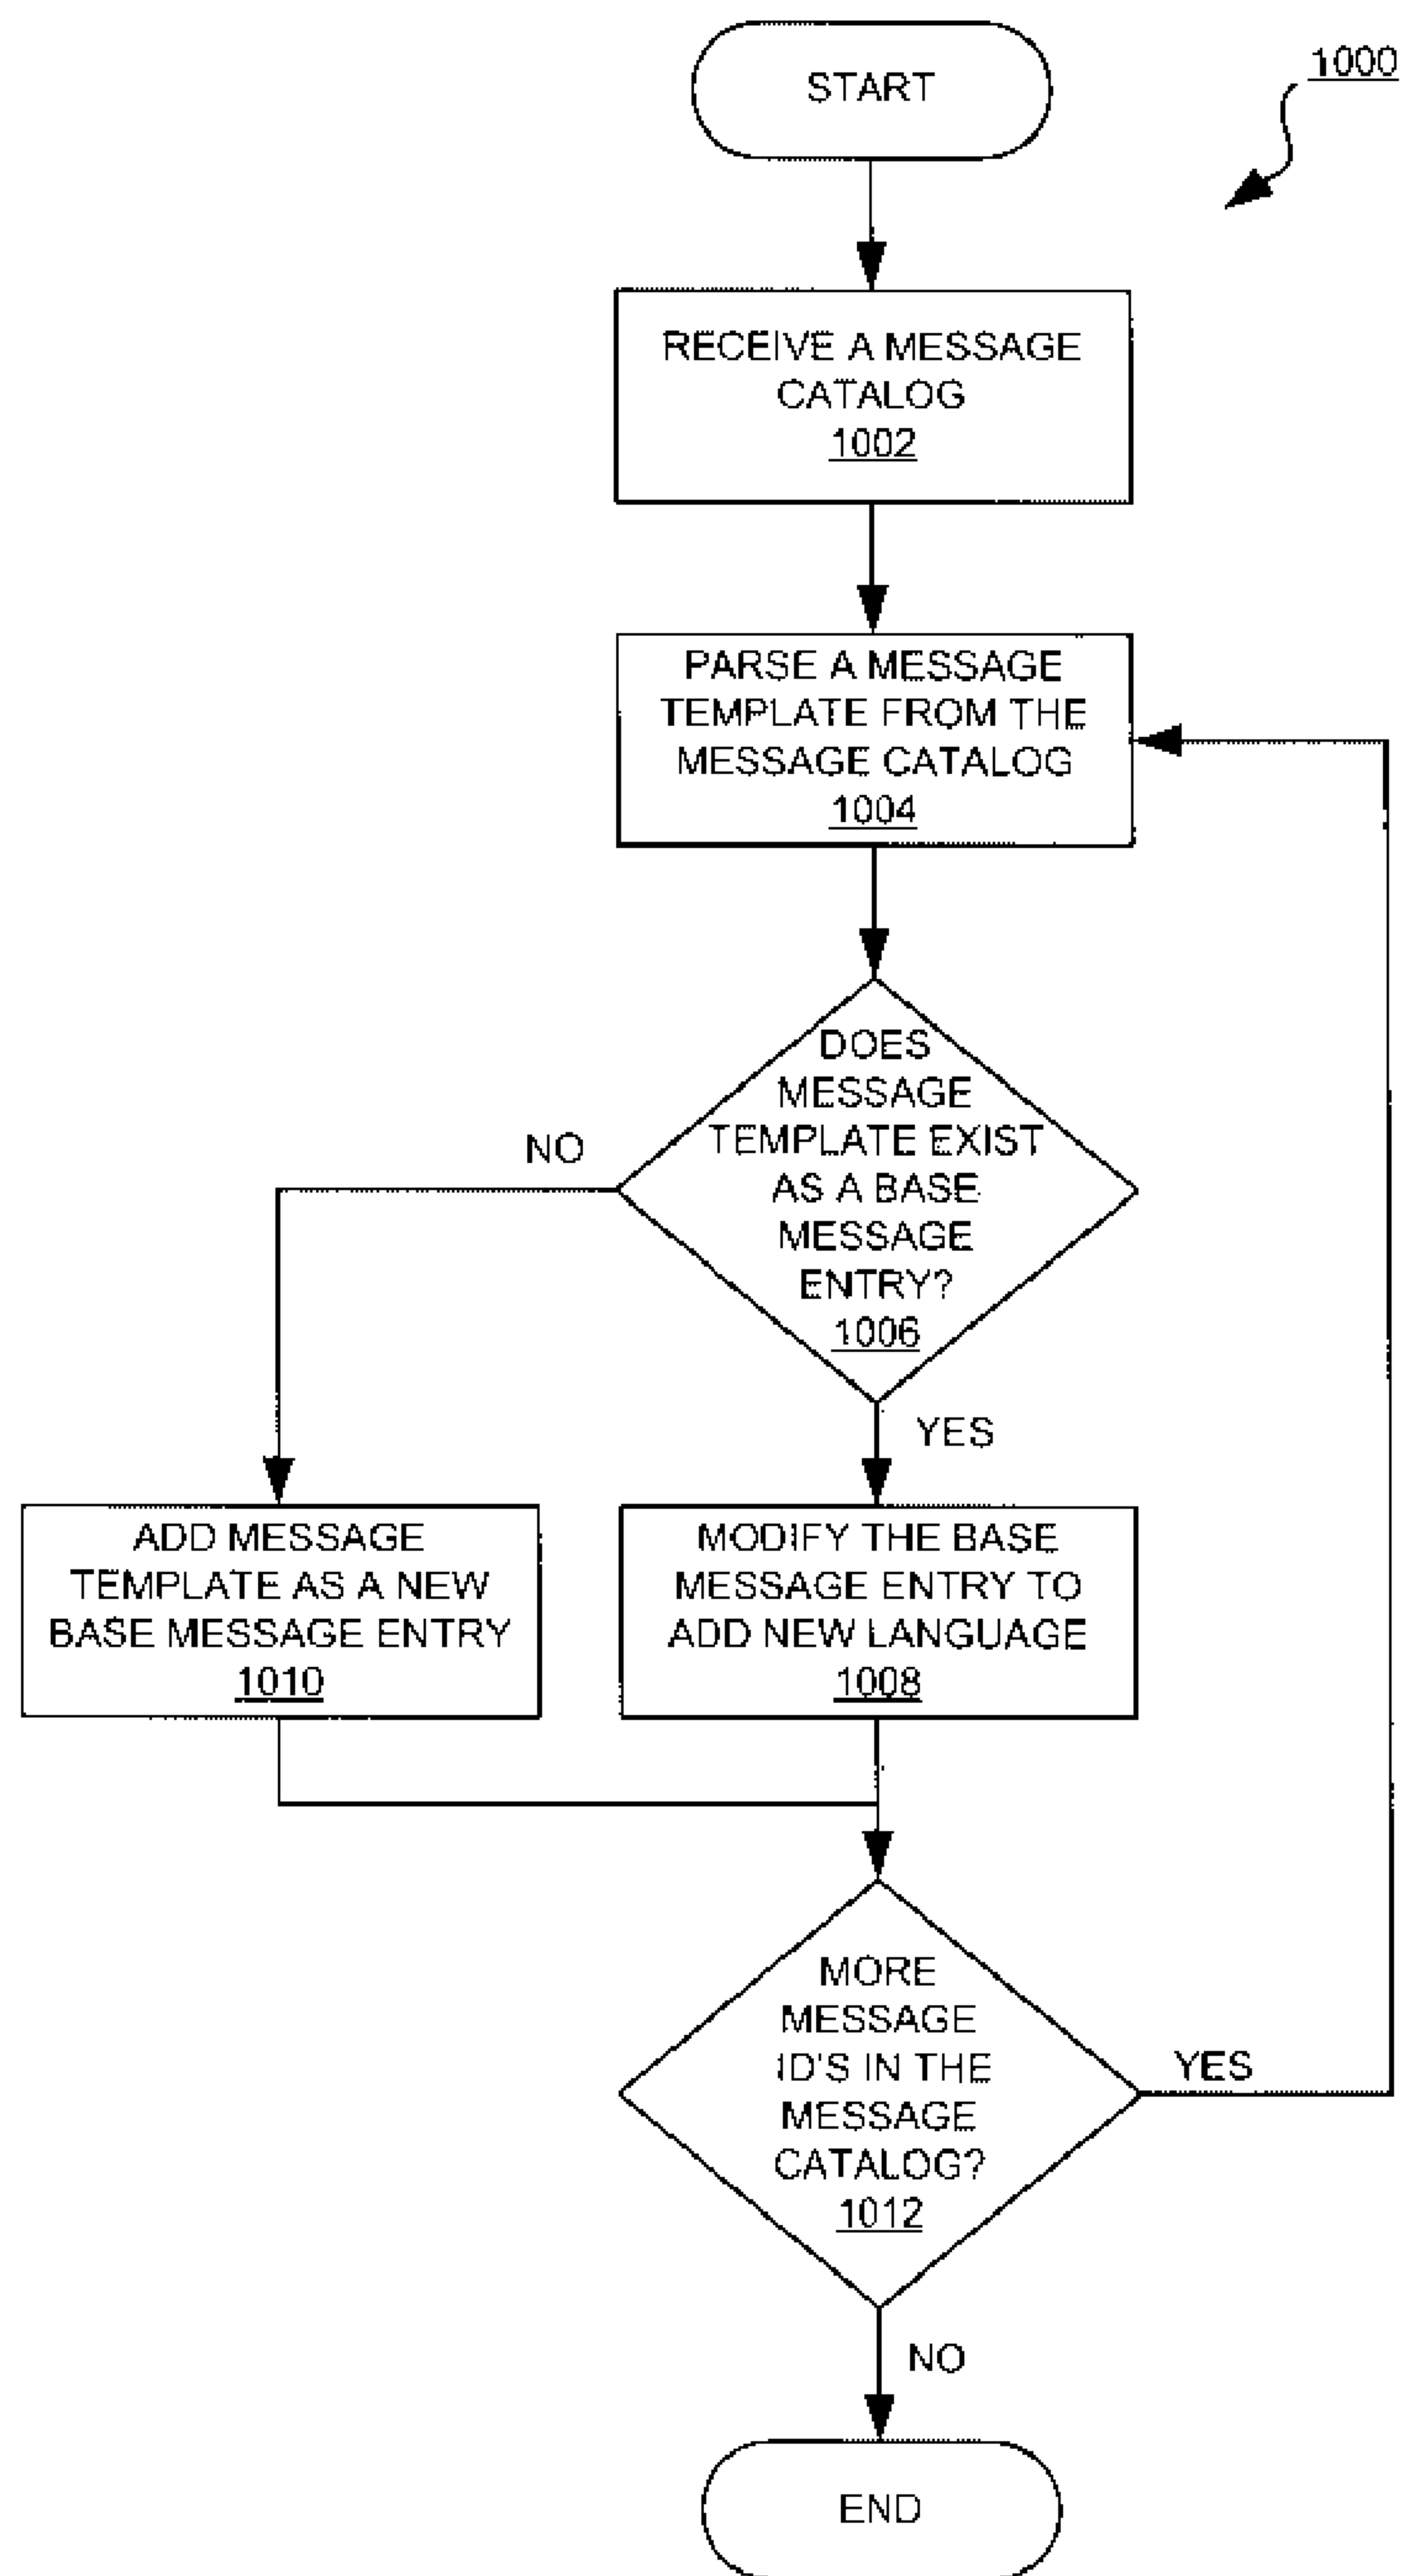 START
1000
RECEIVE A MESSAGE
CATALOG
1002
PARSE A MESSAGE
TEMPLATE FROM THE
MESSAGE CATALOG
1004
DOES
MESSAGE
TEMPLATE EXIST
AS A BASE
MESSAGE
ENTRY?
1006
NO
YES
ADD MESSAGE
TEMPLATE AS A NEW
BASE MESSAGE ENTRY
1010
MODIFY THE BASE
MESSAGE ENTRY TO
ADD NEW LANGUAGE
1008
MORE
MESSAGE
ID'S IN THE
MESSAGE
CATALOG?
1012
YES
NO
END